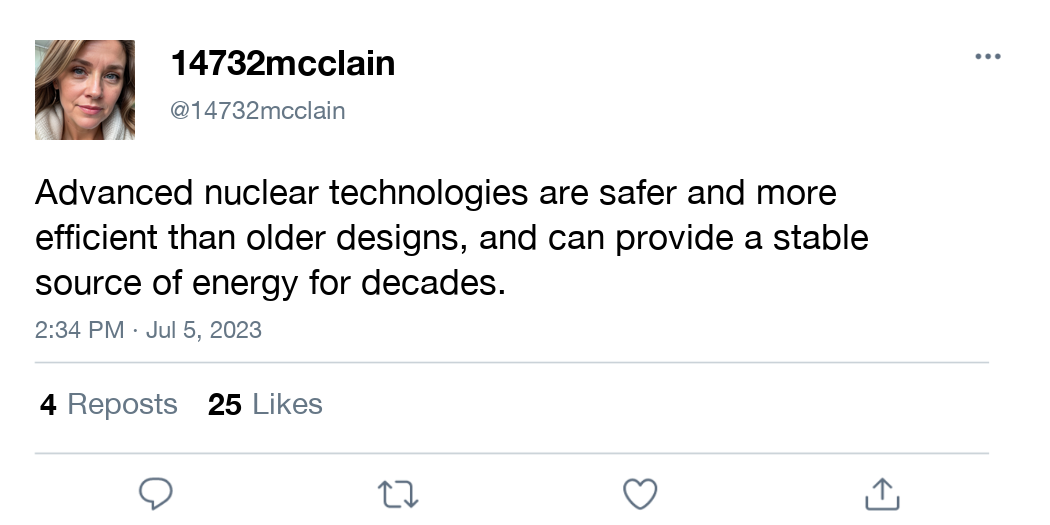 14732mcclain
@14732mcclain
Advanced nuclear technologies are safer and more
efficient than older designs, and can provide a stable
source of energy for decades.
2:34 PM · Jul 5, 2023
4 Reposts 25 Likes